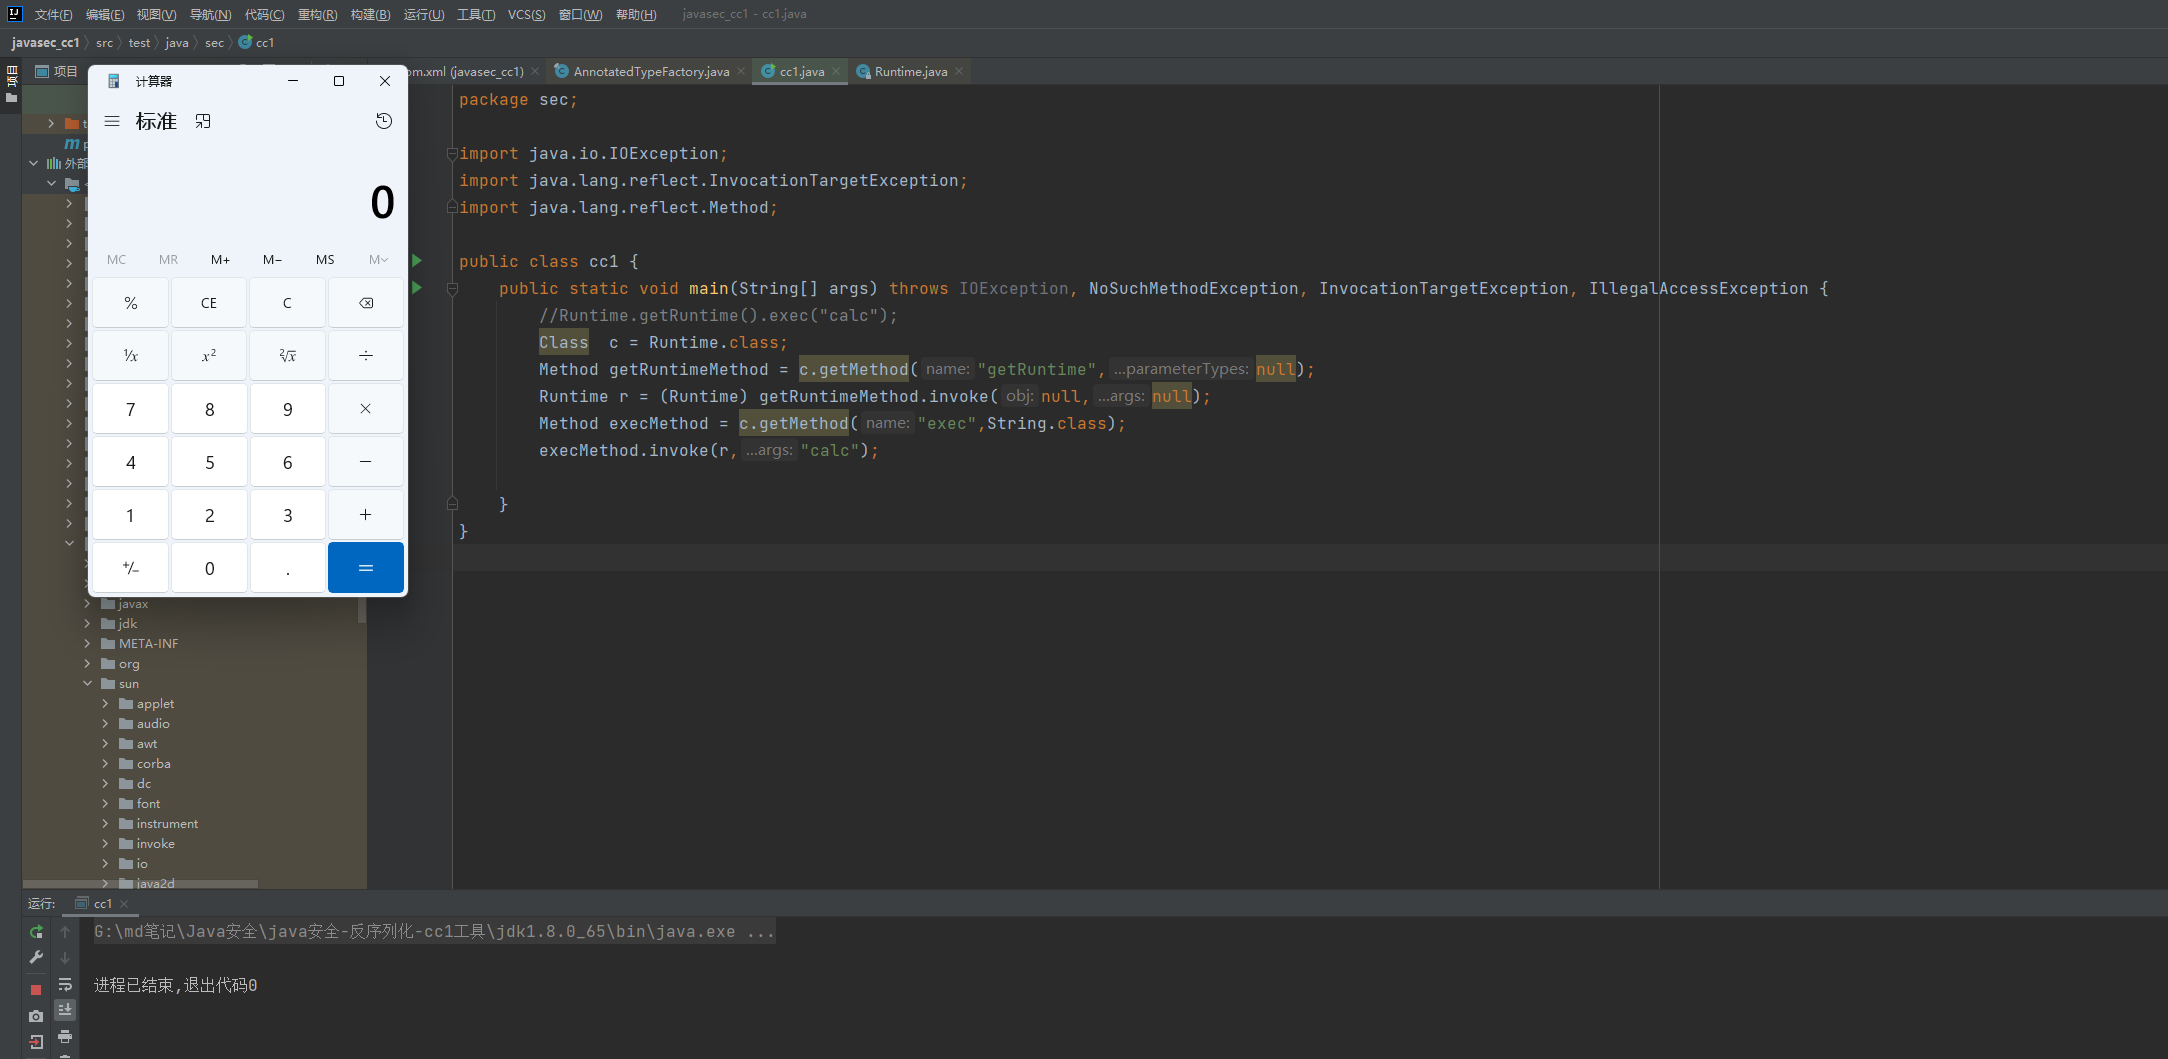 文件(F) 编辑(E) 视图(V) 导航(N) 代码(C) 重构(R) 构建(B) 运行(U) 工具(T) VCS(S) 窗口(W) 帮助(H) javasec_cc1 - cc1.java
javasec_cc1 src test java sec cc1
项目
项目
om.xml (javasec_cc1) AnnotatedTypeFactory.java cc1.java Runtime.java
计算器
标准
0
MC MR M+ M− MS M
% CE C
¹/x x² ²√x ÷
7 8 9 ×
4 5 6 −
1 2 3 +
+/− 0 . =
外部
javax
jdk
META-INF
org
sun
applet
audio
awt
corba
dc
font
instrument
invoke
io
java2d
package sec;
import java.io.IOException;
import java.lang.reflect.InvocationTargetException;
import java.lang.reflect.Method;
public class cc1 {
public static void main(String[] args) throws IOException, NoSuchMethodException, InvocationTargetException, IllegalAccessException {
//Runtime.getRuntime().exec("calc");
Class  c = Runtime.class;
Method getRuntimeMethod = c.getMethod( name: "getRuntime", ...parameterTypes: null);
Runtime r = (Runtime) getRuntimeMethod.invoke( obj: null, ...args: null);
Method execMethod = c.getMethod( name: "exec",String.class);
execMethod.invoke(r, ...args: "calc");
}
}
运行: cc1
G:\md笔记\Java安全\java安全-反序列化-cc1工具\jdk1.8.0_65\bin\java.exe ...
进程已结束,退出代码0